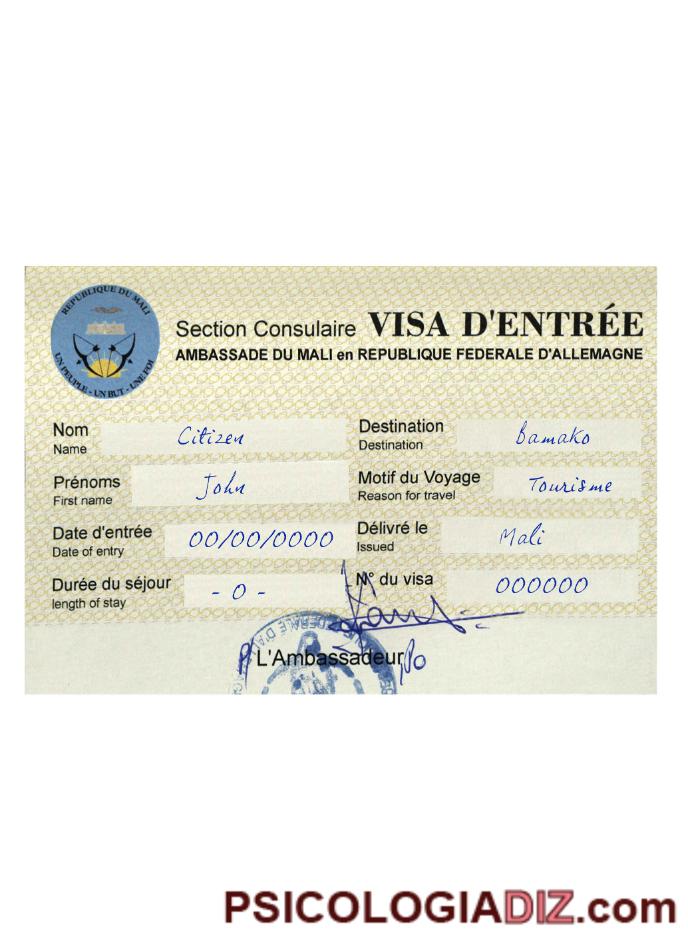 REPUBLIQUE DU MALI
UN PEUPLE - UN BUT - UNE FOI
Section Consulaire VISA D'ENTRÉE
AMBASSADE DU MALI en REPUBLIQUE FEDERALE D'ALLEMAGNE
Nom Citizen Destination Bamako
Name Destination
Prénoms John Motif du Voyage Tourisme
First name Reason for travel
Date d'entrée 00/00/0000 Délivré le Mali
Date of entry Issued
Durée du séjour - 0 - N° du visa 000000
length of stay
L'Ambassadeur
PSICOLOGIADIZ.com